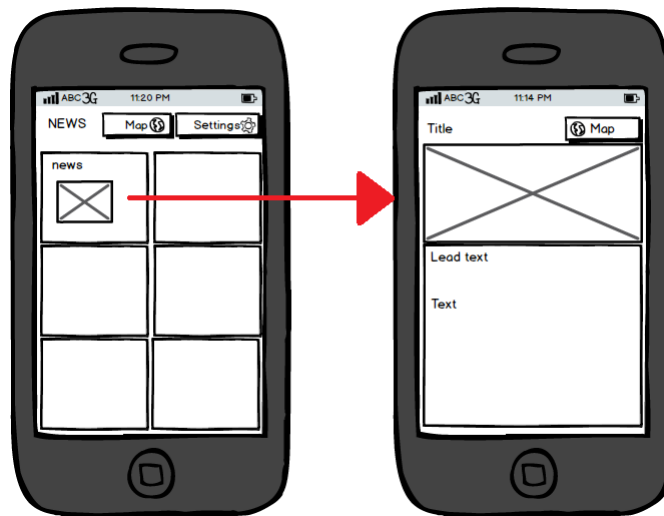 ABC 3G 11:20 PM
NEWS Map Settings
news
ABC 3G 11:14 PM
Title Map
Lead text
Text